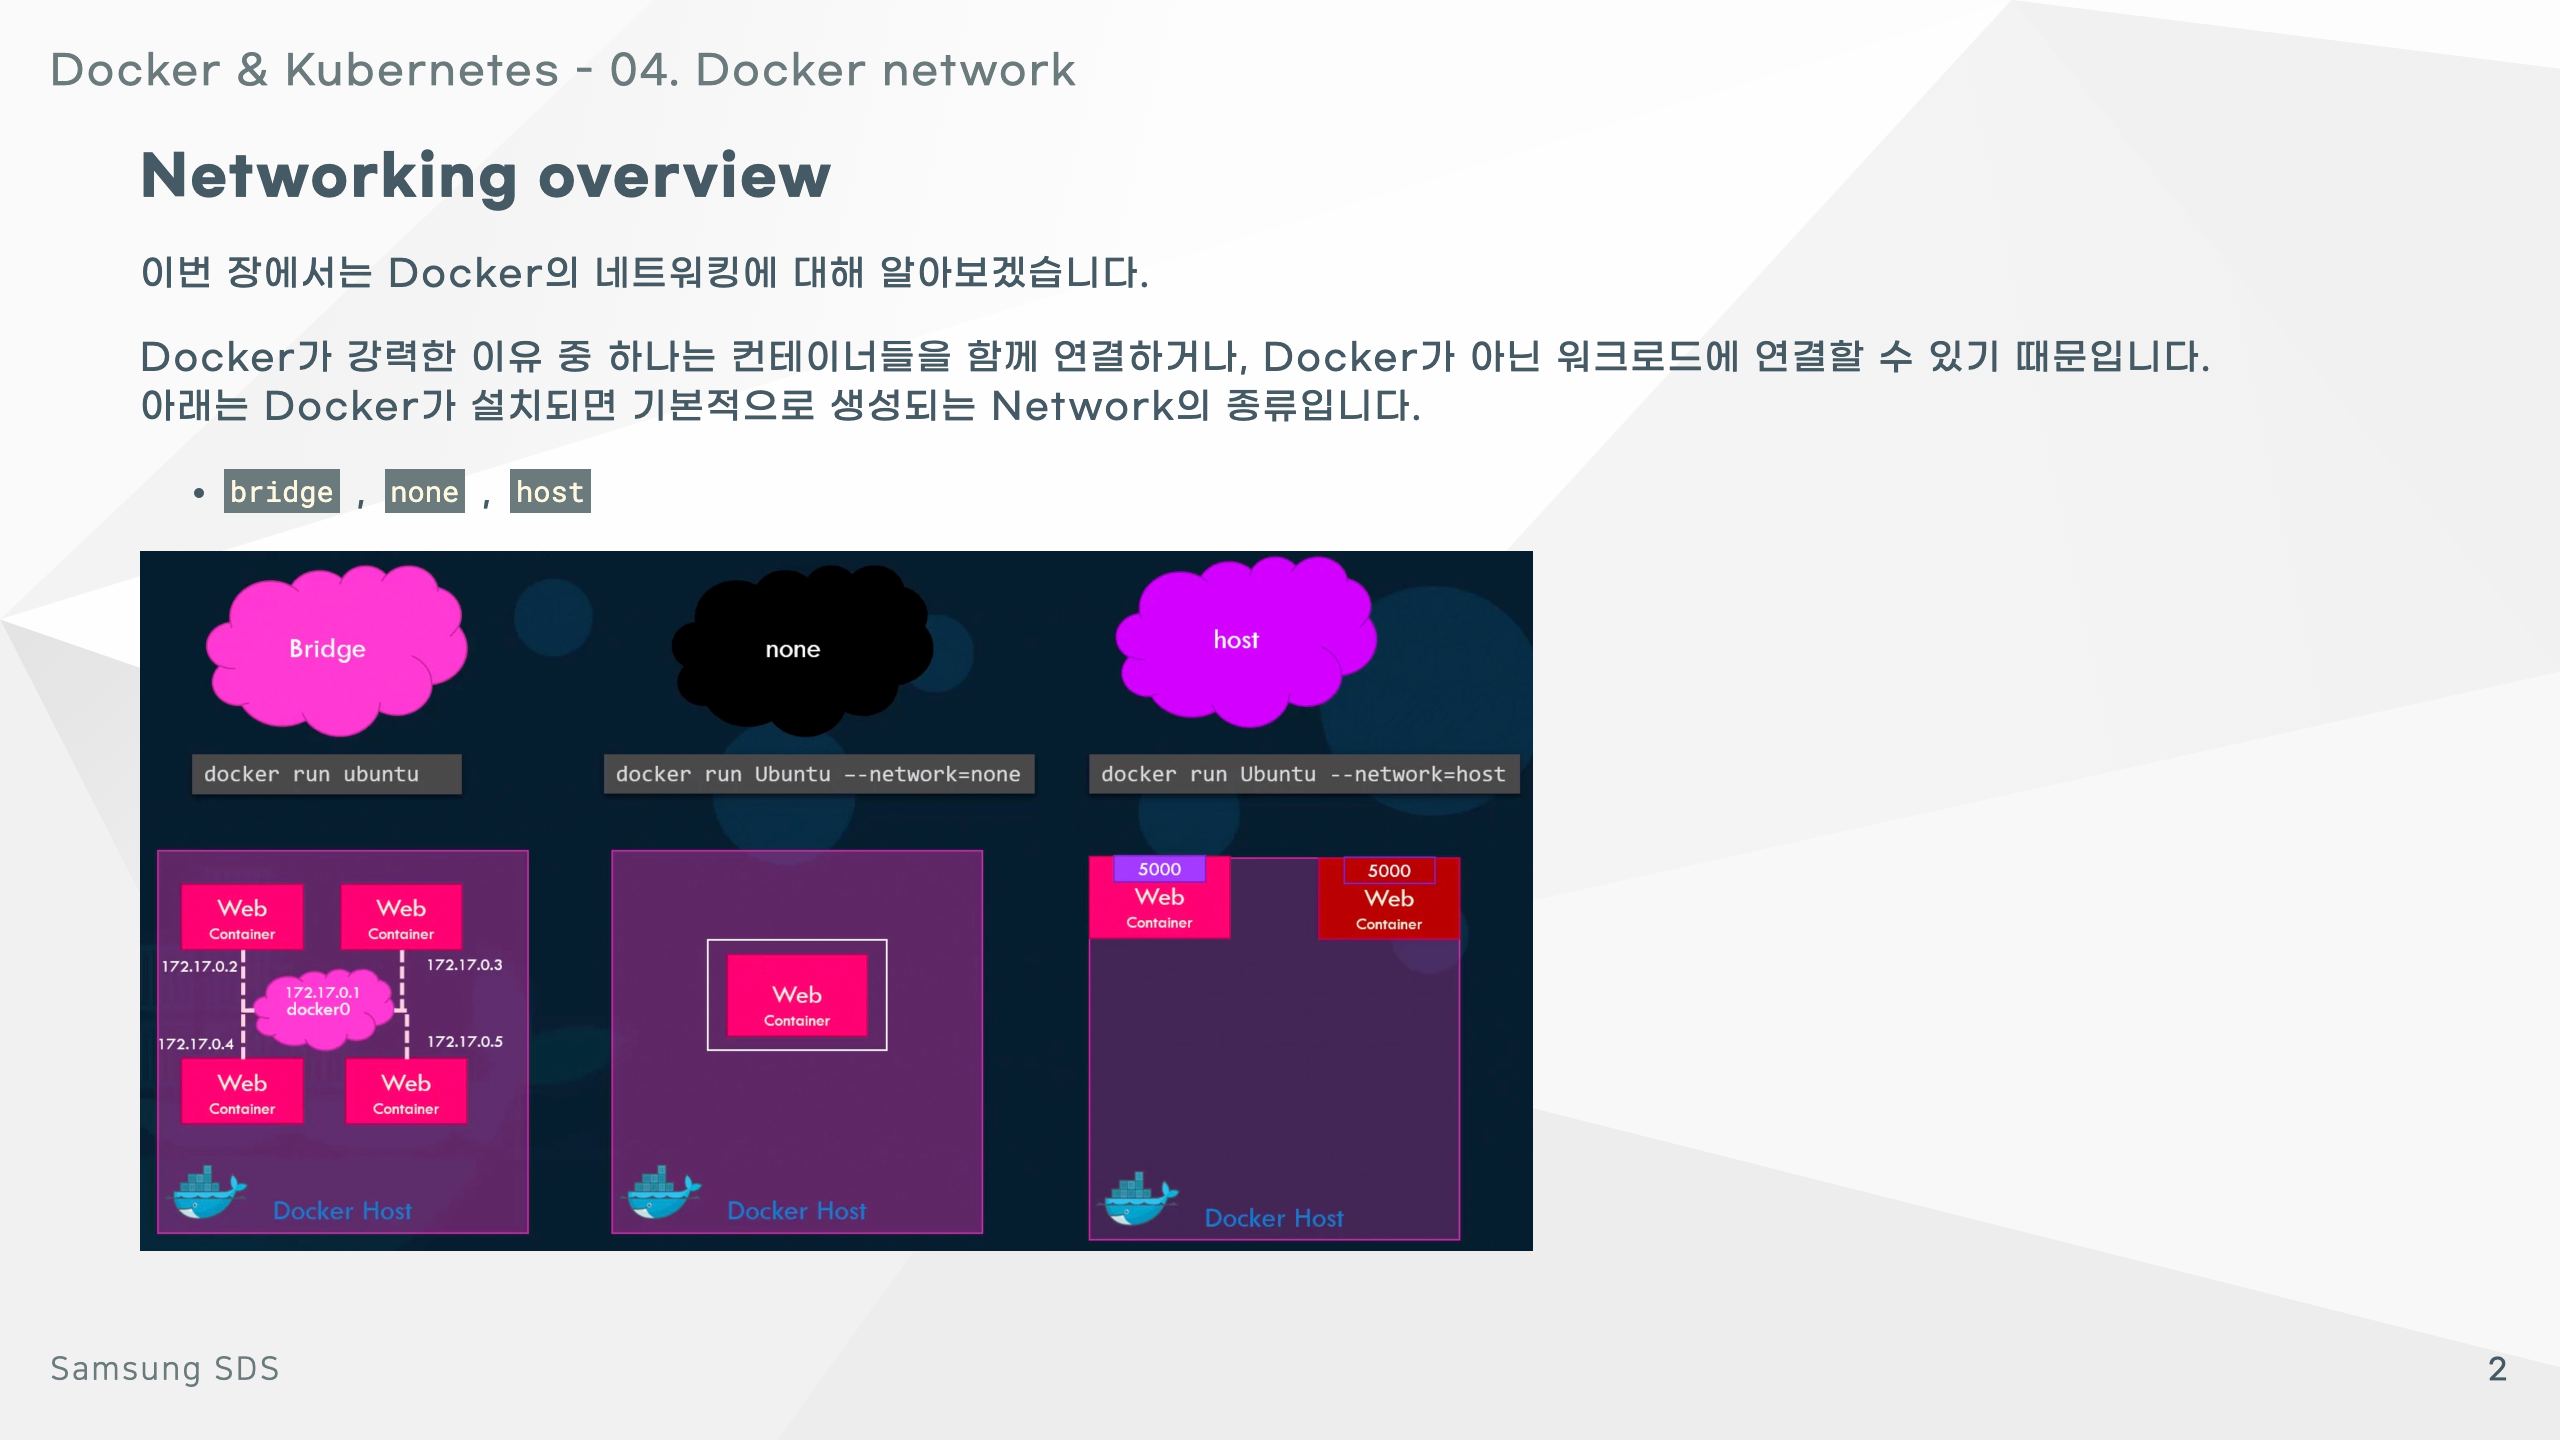 Docker & Kubernetes - 04. Docker network
Networking overview
이번 장에서는 Docker의 네트워킹에 대해 알아보겠습니다.
Docker가 강력한 이유 중 하나는 컨테이너들을 함께 연결하거나, Docker가 아닌 워크로드에 연결할 수 있기 때문입니다.
아래는 Docker가 설치되면 기본적으로 생성되는 Network의 종류입니다.
• bridge , none , host
Bridge
none
host
docker run ubuntu
docker run Ubuntu --network=none
docker run Ubuntu --network=host
Web
Container
Web
Container
172.17.0.2
172.17.0.3
172.17.0.1
docker0
172.17.0.4
172.17.0.5
Web
Container
Web
Container
Docker Host
Web
Container
Docker Host
5000
Web
Container
5000
Web
Container
Docker Host
Samsung SDS
2